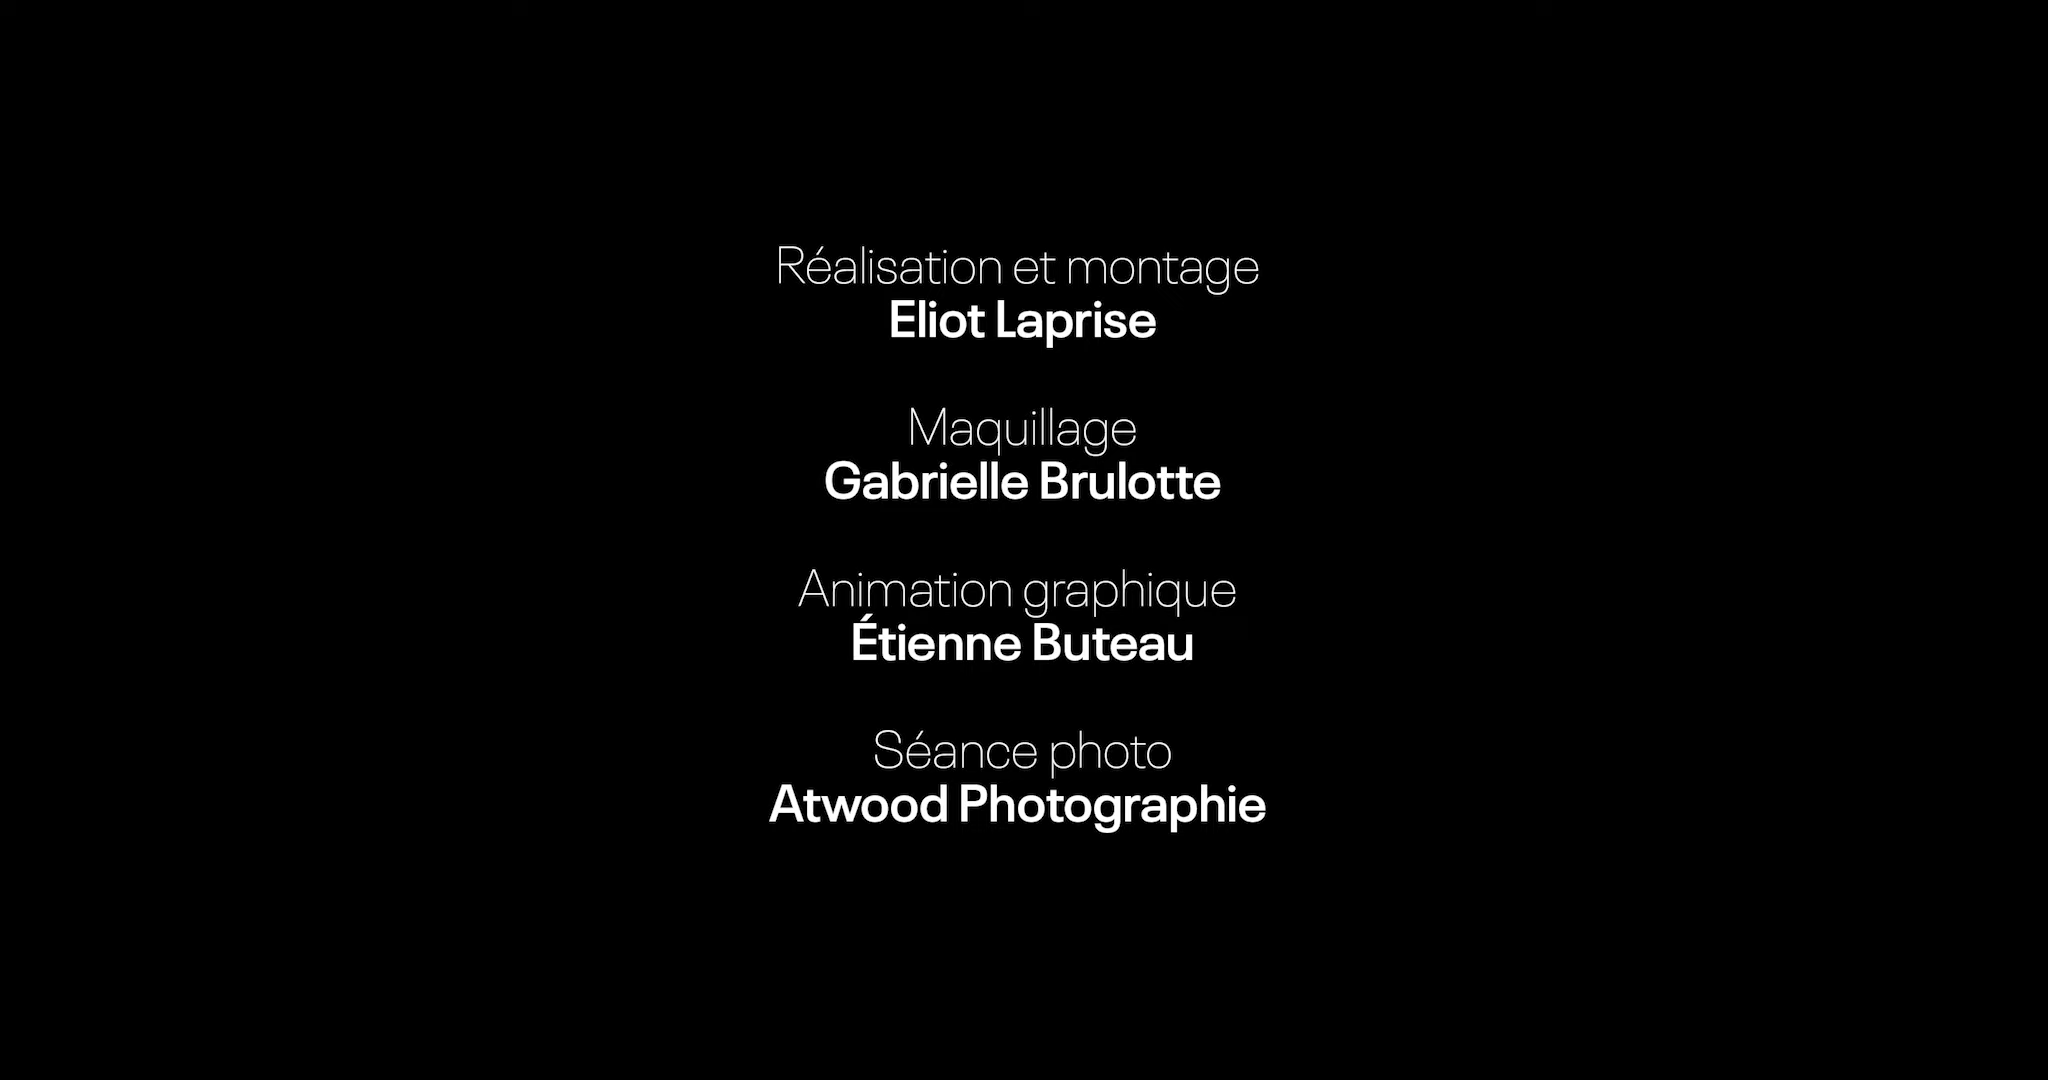 Réalisation et montage
Eliot Laprise
Maquillage
Gabrielle Brulotte
Animation graphique
Étienne Buteau
Séance photo
Atwood Photographie